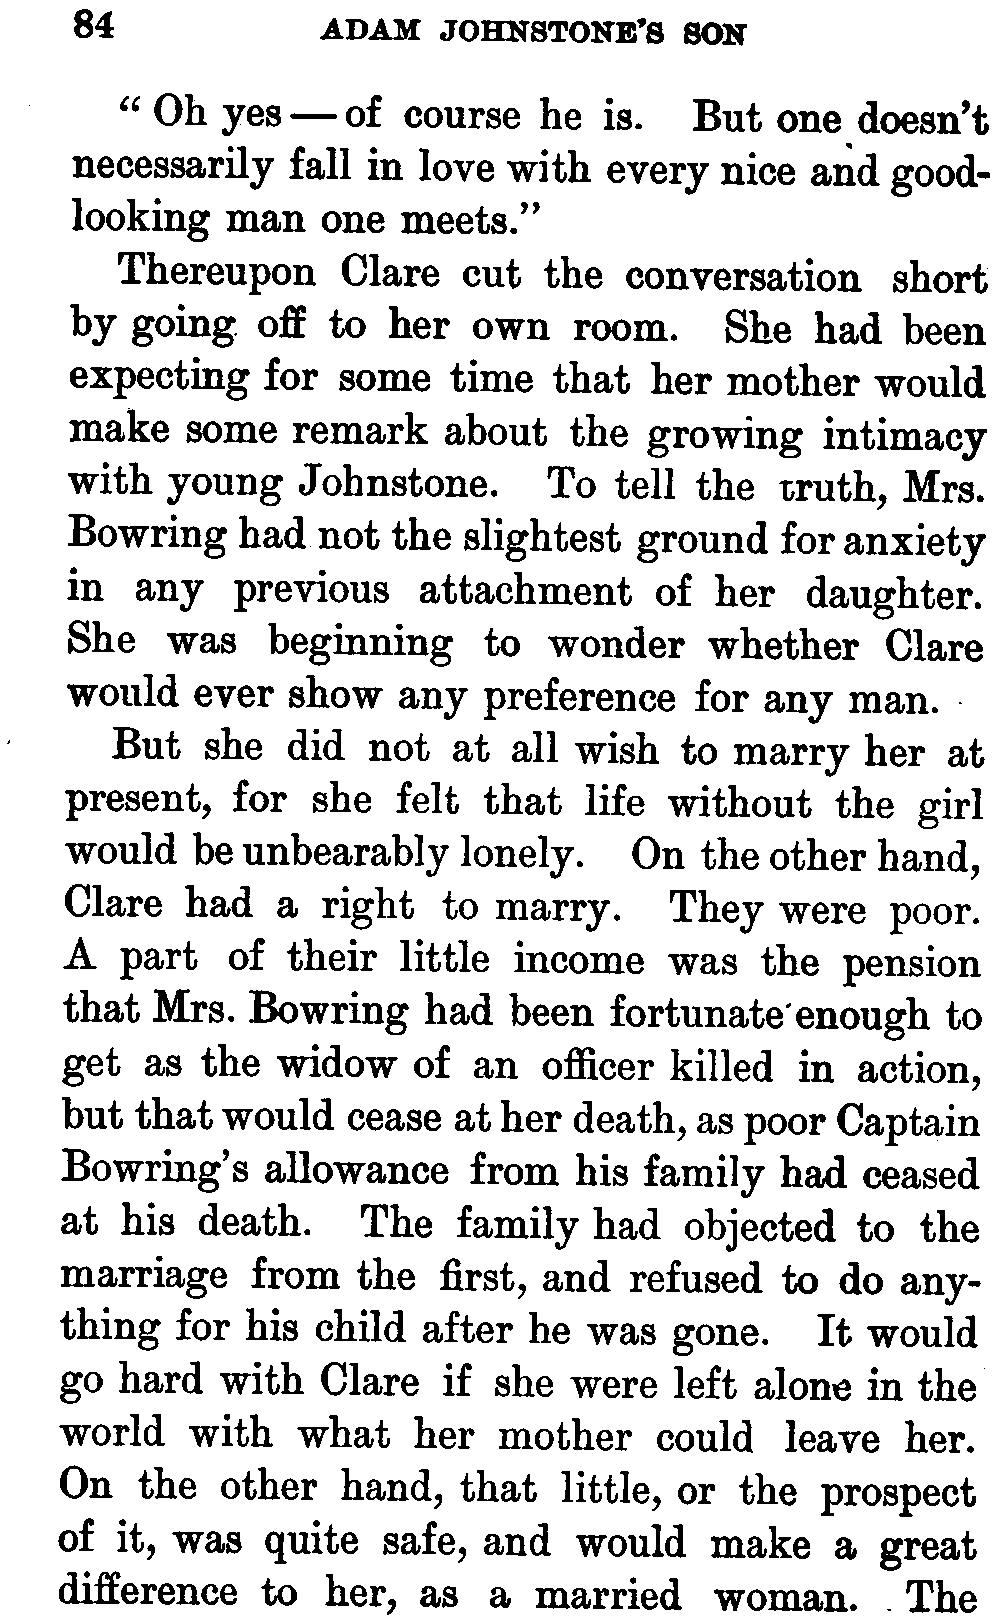 84 ADAM JOHNSTONE'S SON
“Oh yes—of course he is. But one doesn't
necessarily fall in love with every nice and good-
looking man one meets.”
Thereupon Clare cut the conversation short
by going off to her own room. She had been
expecting for some time that her mother would
make some remark about the growing intimacy
with young Johnstone. To tell the truth, Mrs.
Bowring had not the slightest ground for anxiety
in any previous attachment of her daughter.
She was beginning to wonder whether Clare
would ever show any preference for any man.
But she did not at all wish to marry her at
present, for she felt that life without the girl
would be unbearably lonely. On the other hand,
Clare had a right to marry. They were poor.
A part of their little income was the pension
that Mrs. Bowring had been fortunate enough to
get as the widow of an officer killed in action,
but that would cease at her death, as poor Captain
Bowring's allowance from his family had ceased
at his death. The family had objected to the
marriage from the first, and refused to do any-
thing for his child after he was gone. It would
go hard with Clare if she were left alone in the
world with what her mother could leave her.
On the other hand, that little, or the prospect
of it, was quite safe, and would make a great
difference to her, as a married woman. The